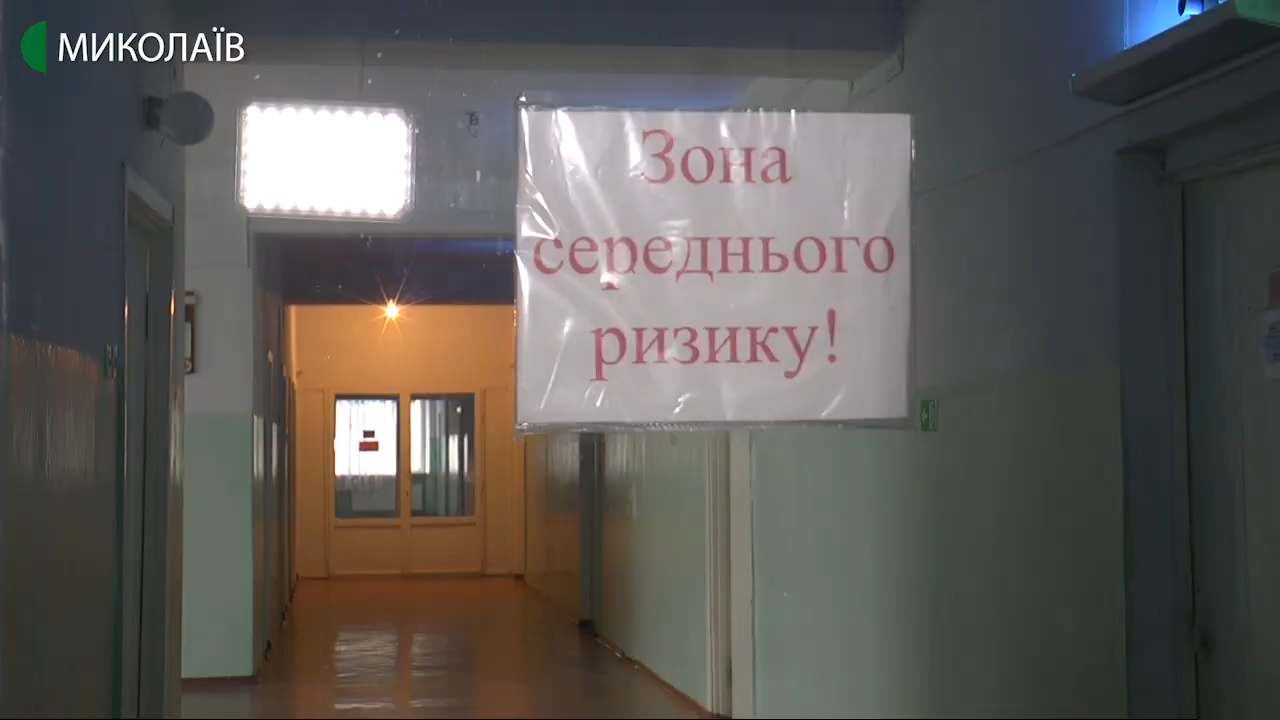 МИКОЛАЇВ
Зона
середнього
ризику!